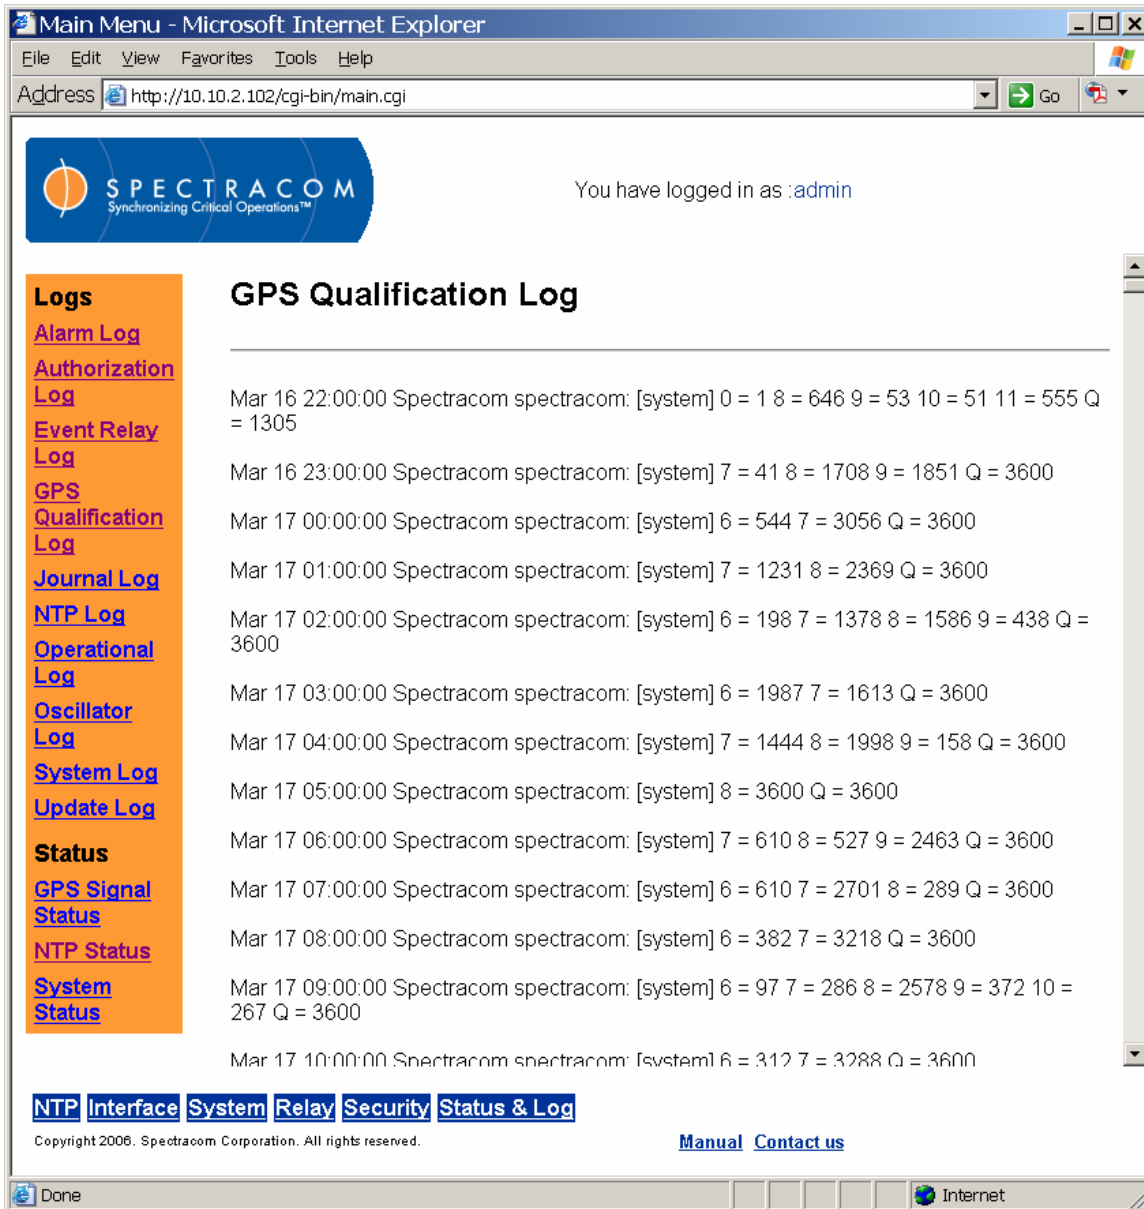 Main Menu - Microsoft Internet Explorer
File Edit View Favorites Tools Help
Address http://10.10.2.102/cgi-bin/main.cgi Go
SPECTRACOM
Synchronizing Critical Operations™
You have logged in as :admin
Logs
Alarm Log
Authorization
Log
Event Relay
Log
GPS
Qualification
Log
Journal Log
NTP Log
Operational
Log
Oscillator
Log
System Log
Update Log
Status
GPS Signal
Status
NTP Status
System
Status
GPS Qualification Log
Mar 16 22:00:00 Spectracom spectracom: [system] 0 = 1 8 = 646 9 = 53 10 = 51 11 = 555 Q
= 1305
Mar 16 23:00:00 Spectracom spectracom: [system] 7 = 41 8 = 1708 9 = 1851 Q = 3600
Mar 17 00:00:00 Spectracom spectracom: [system] 6 = 544 7 = 3056 Q = 3600
Mar 17 01:00:00 Spectracom spectracom: [system] 7 = 1231 8 = 2369 Q = 3600
Mar 17 02:00:00 Spectracom spectracom: [system] 6 = 198 7 = 1378 8 = 1586 9 = 438 Q =
3600
Mar 17 03:00:00 Spectracom spectracom: [system] 6 = 1987 7 = 1613 Q = 3600
Mar 17 04:00:00 Spectracom spectracom: [system] 7 = 1444 8 = 1998 9 = 158 Q = 3600
Mar 17 05:00:00 Spectracom spectracom: [system] 8 = 3600 Q = 3600
Mar 17 06:00:00 Spectracom spectracom: [system] 7 = 610 8 = 527 9 = 2463 Q = 3600
Mar 17 07:00:00 Spectracom spectracom: [system] 6 = 610 7 = 2701 8 = 289 Q = 3600
Mar 17 08:00:00 Spectracom spectracom: [system] 6 = 382 7 = 3218 Q = 3600
Mar 17 09:00:00 Spectracom spectracom: [system] 6 = 97 7 = 286 8 = 2578 9 = 372 10 =
267 Q = 3600
Mar 17 10:00:00 Spectracom spectracom: [system] 6 = 312 7 = 3288 Q = 3600
NTP Interface System Relay Security Status & Log
Copyright 2006. Spectracom Corporation. All rights reserved.
Manual Contact us
Done Internet